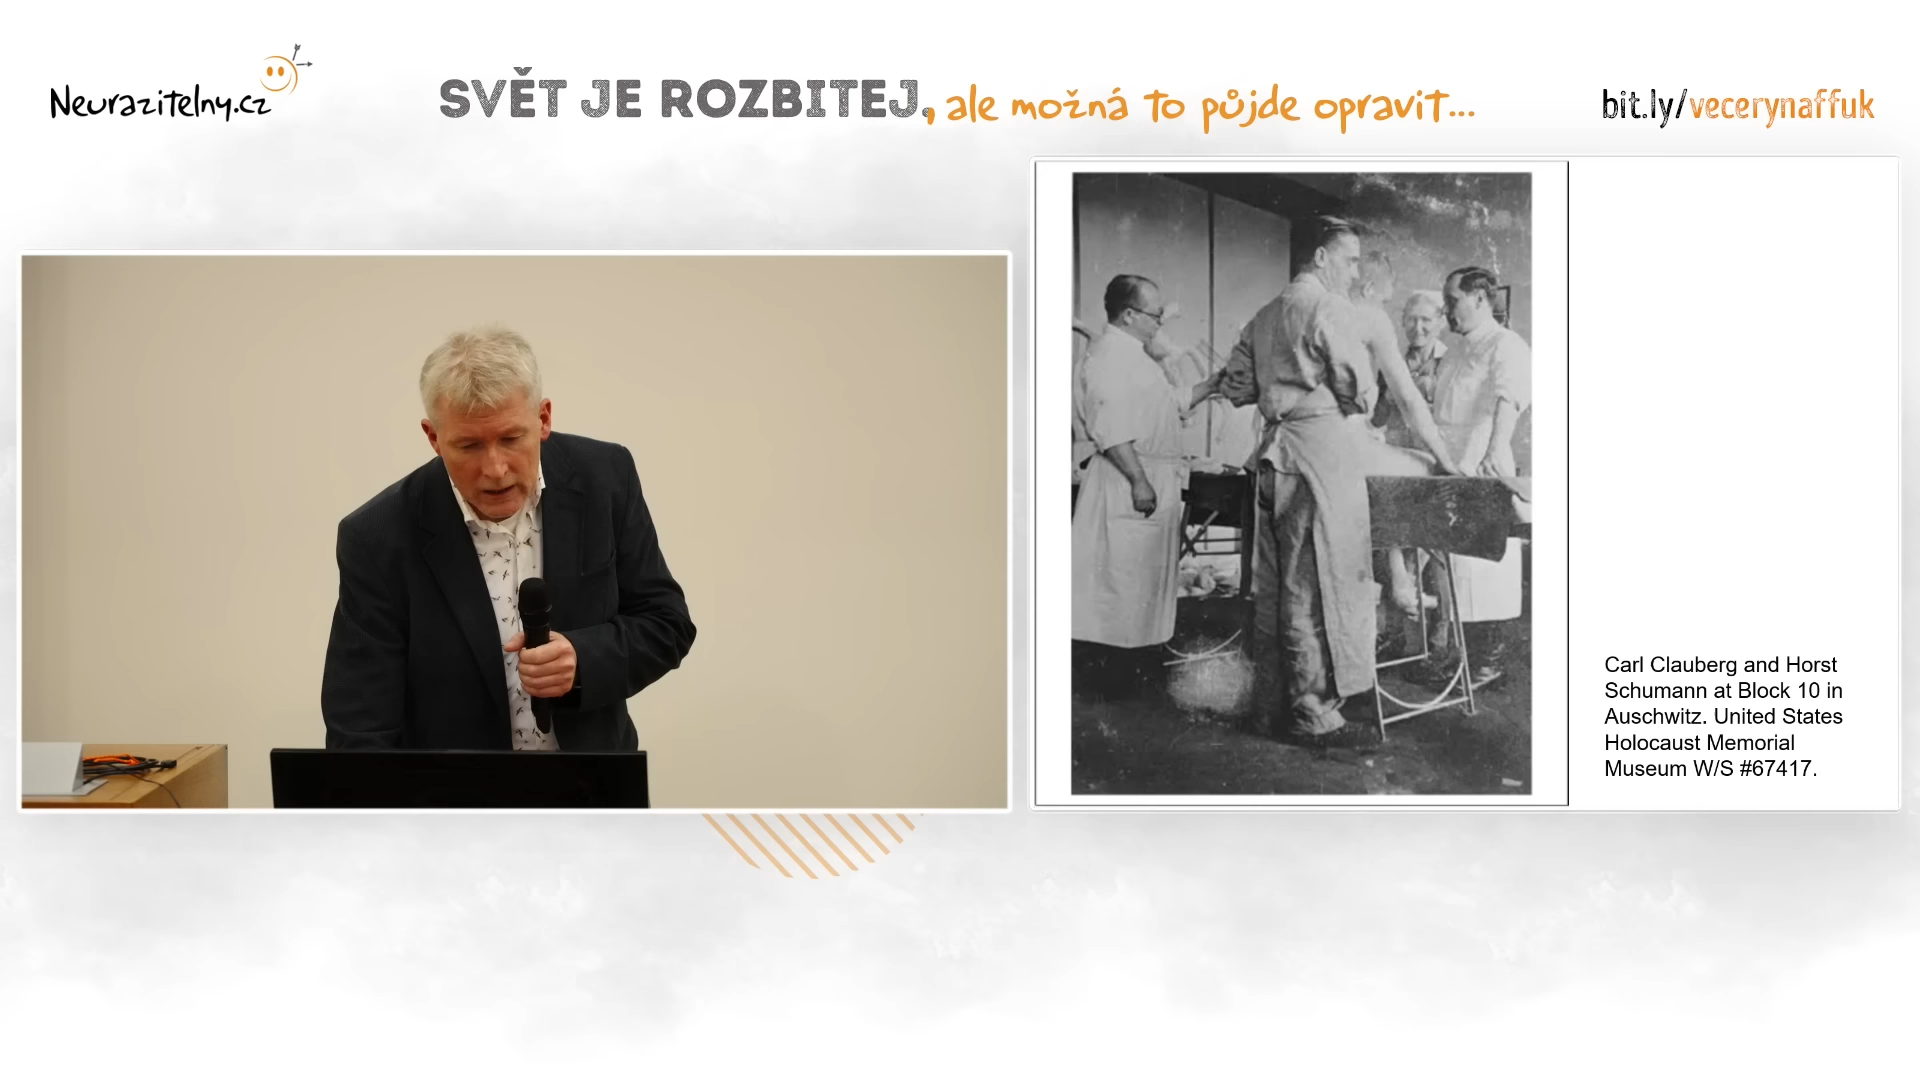 Neurazitelny.cz
SVĚT JE ROZBITEJ, ale možná to půjde opravit...
bit.ly/vecerynaffuk
Carl Clauberg and Horst
Schumann at Block 10 in
Auschwitz. United States
Holocaust Memorial
Museum W/S #67417.